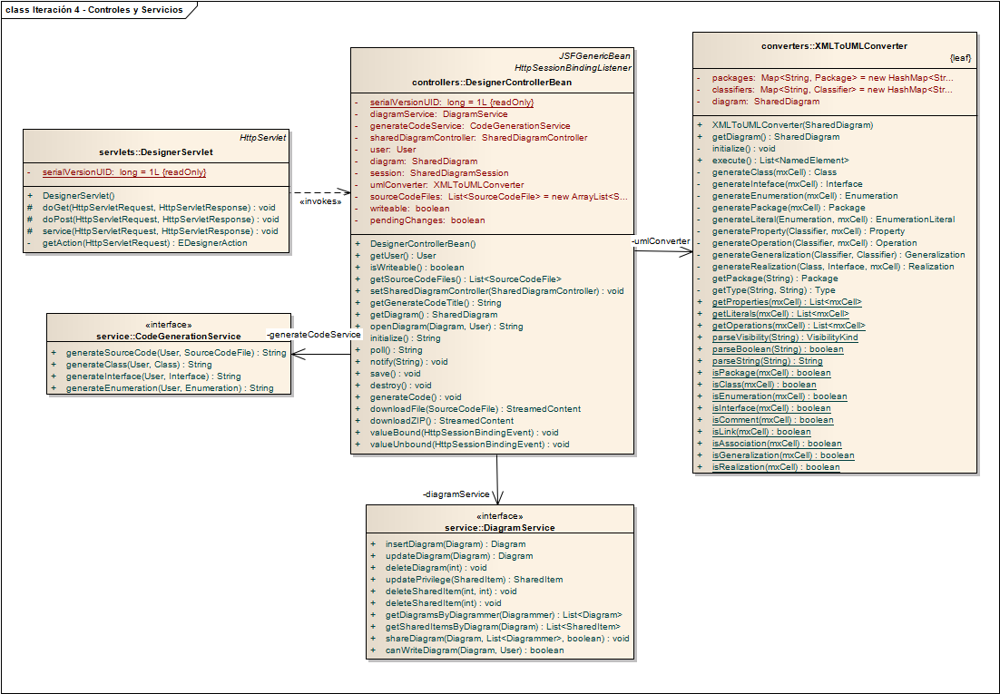 class Iteración 4 - Controles y Servicios
HttpServlet
servlets::DesignerServlet
- serialVersionUID: long = 1L {readOnly}
+ DesignerServlet()
# doGet(HttpServletRequest, HttpServletResponse) : void
# doPost(HttpServletRequest, HttpServletResponse) : void
# service(HttpServletRequest, HttpServletResponse) : void
- getAction(HttpServletRequest) : EDesignerAction
«invokes»
JSFGenericBean
HttpSessionBindingListener
controllers::DesignerControllerBean
- serialVersionUID: long = 1L {readOnly}
- diagramService: DiagramService
- generateCodeService: CodeGenerationService
- sharedDiagramController: SharedDiagramController
- user: User
- diagram: SharedDiagram
- session: SharedDiagramSession
- umlConverter: XMLToUMLConverter
- sourceCodeFiles: List<SourceCodeFile> = new ArrayList<S...
- writeable: boolean
- pendingChanges: boolean
+ DesignerControllerBean()
+ getUser() : User
+ isWriteable() : boolean
+ getSourceCodeFiles() : List<SourceCodeFile>
+ setSharedDiagramController(SharedDiagramController) : void
+ getGenerateCodeTitle() : String
+ getDiagram() : SharedDiagram
+ openDiagram(Diagram, User) : String
+ initialize() : String
+ poll() : String
+ notify(String) : void
+ save() : void
+ destroy() : void
+ generateCode() : void
+ downloadFile(SourceCodeFile) : StreamedContent
+ downloadZIP() : StreamedContent
+ valueBound(HttpSessionBindingEvent) : void
+ valueUnbound(HttpSessionBindingEvent) : void
-umlConverter
converters::XMLToUMLConverter
{leaf}
- packages: Map<String, Package> = new HashMap<Str...
- classifiers: Map<String, Classifier> = new HashMap<Str...
- diagram: SharedDiagram
+ XMLToUMLConverter(SharedDiagram)
+ getDiagram() : SharedDiagram
- initialize() : void
+ execute() : List<NamedElement>
- generateClass(mxCell) : Class
- generateInteface(mxCell) : Interface
- generateEnumeration(mxCell) : Enumeration
- generatePackage(mxCell) : Package
- generateLiteral(Enumeration, mxCell) : EnumerationLiteral
- generateProperty(Classifier, mxCell) : Property
- generateOperation(Classifier, mxCell) : Operation
- generateGeneralization(Classifier, Classifier) : Generalization
- generateRealization(Class, Interface, mxCell) : Realization
- getPackage(String) : Package
- getType(String, String) : Type
+ getProperties(mxCell) : List<mxCell>
+ getLiterals(mxCell) : List<mxCell>
+ getOperations(mxCell) : List<mxCell>
+ parseVisibility(String) : VisibilityKind
+ parseBoolean(String) : boolean
+ parseString(String) : String
+ isPackage(mxCell) : boolean
+ isClass(mxCell) : boolean
+ isEnumeration(mxCell) : boolean
+ isInterface(mxCell) : boolean
+ isComment(mxCell) : boolean
+ isLink(mxCell) : boolean
+ isAssociation(mxCell) : boolean
+ isGeneralization(mxCell) : boolean
+ isRealization(mxCell) : boolean
-generateCodeService
«interface»
service::CodeGenerationService
+ generateSourceCode(User, SourceCodeFile) : String
+ generateClass(User, Class) : String
+ generateInterface(User, Interface) : String
+ generateEnumeration(User, Enumeration) : String
-diagramService
«interface»
service::DiagramService
+ insertDiagram(Diagram) : Diagram
+ updateDiagram(Diagram) : Diagram
+ deleteDiagram(int) : void
+ updatePrivilege(SharedItem) : SharedItem
+ deleteSharedItem(int, int) : void
+ deleteSharedItem(int) : void
+ getDiagramsByDiagrammer(Diagrammer) : List<Diagram>
+ getSharedItemsByDiagram(Diagram) : List<SharedItem>
+ shareDiagram(Diagram, List<Diagrammer>, boolean) : void
+ canWriteDiagram(Diagram, User) : boolean